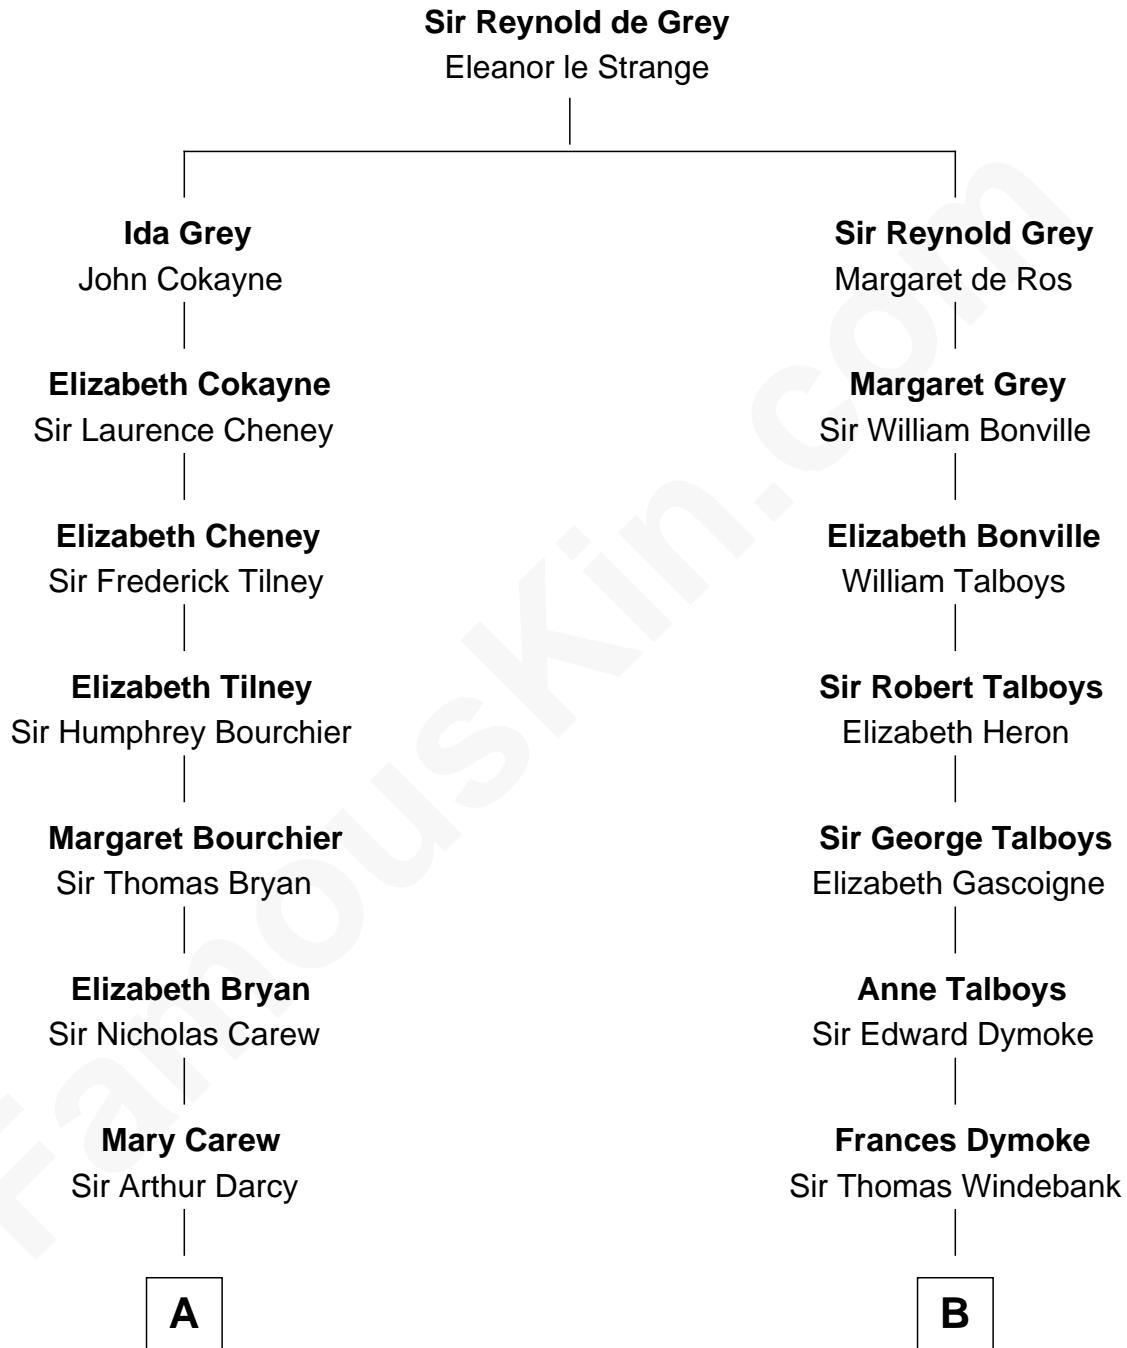 Sir Reynold de Grey
Eleanor le Strange
Ida Grey
John Cokayne
Sir Reynold Grey
Margaret de Ros
Elizabeth Cokayne
Sir Laurence Cheney
Margaret Grey
Sir William Bonville
Elizabeth Cheney
Sir Frederick Tilney
Elizabeth Bonville
William Talboys
Elizabeth Tilney
Sir Humphrey Bourchier
Sir Robert Talboys
Elizabeth Heron
Margaret Bourchier
Sir Thomas Bryan
Sir George Talboys
Elizabeth Gascoigne
Elizabeth Bryan
Sir Nicholas Carew
Anne Talboys
Sir Edward Dymoke
Mary Carew
Sir Arthur Darcy
Frances Dymoke
Sir Thomas Windebank
A
B
FamousKin.com